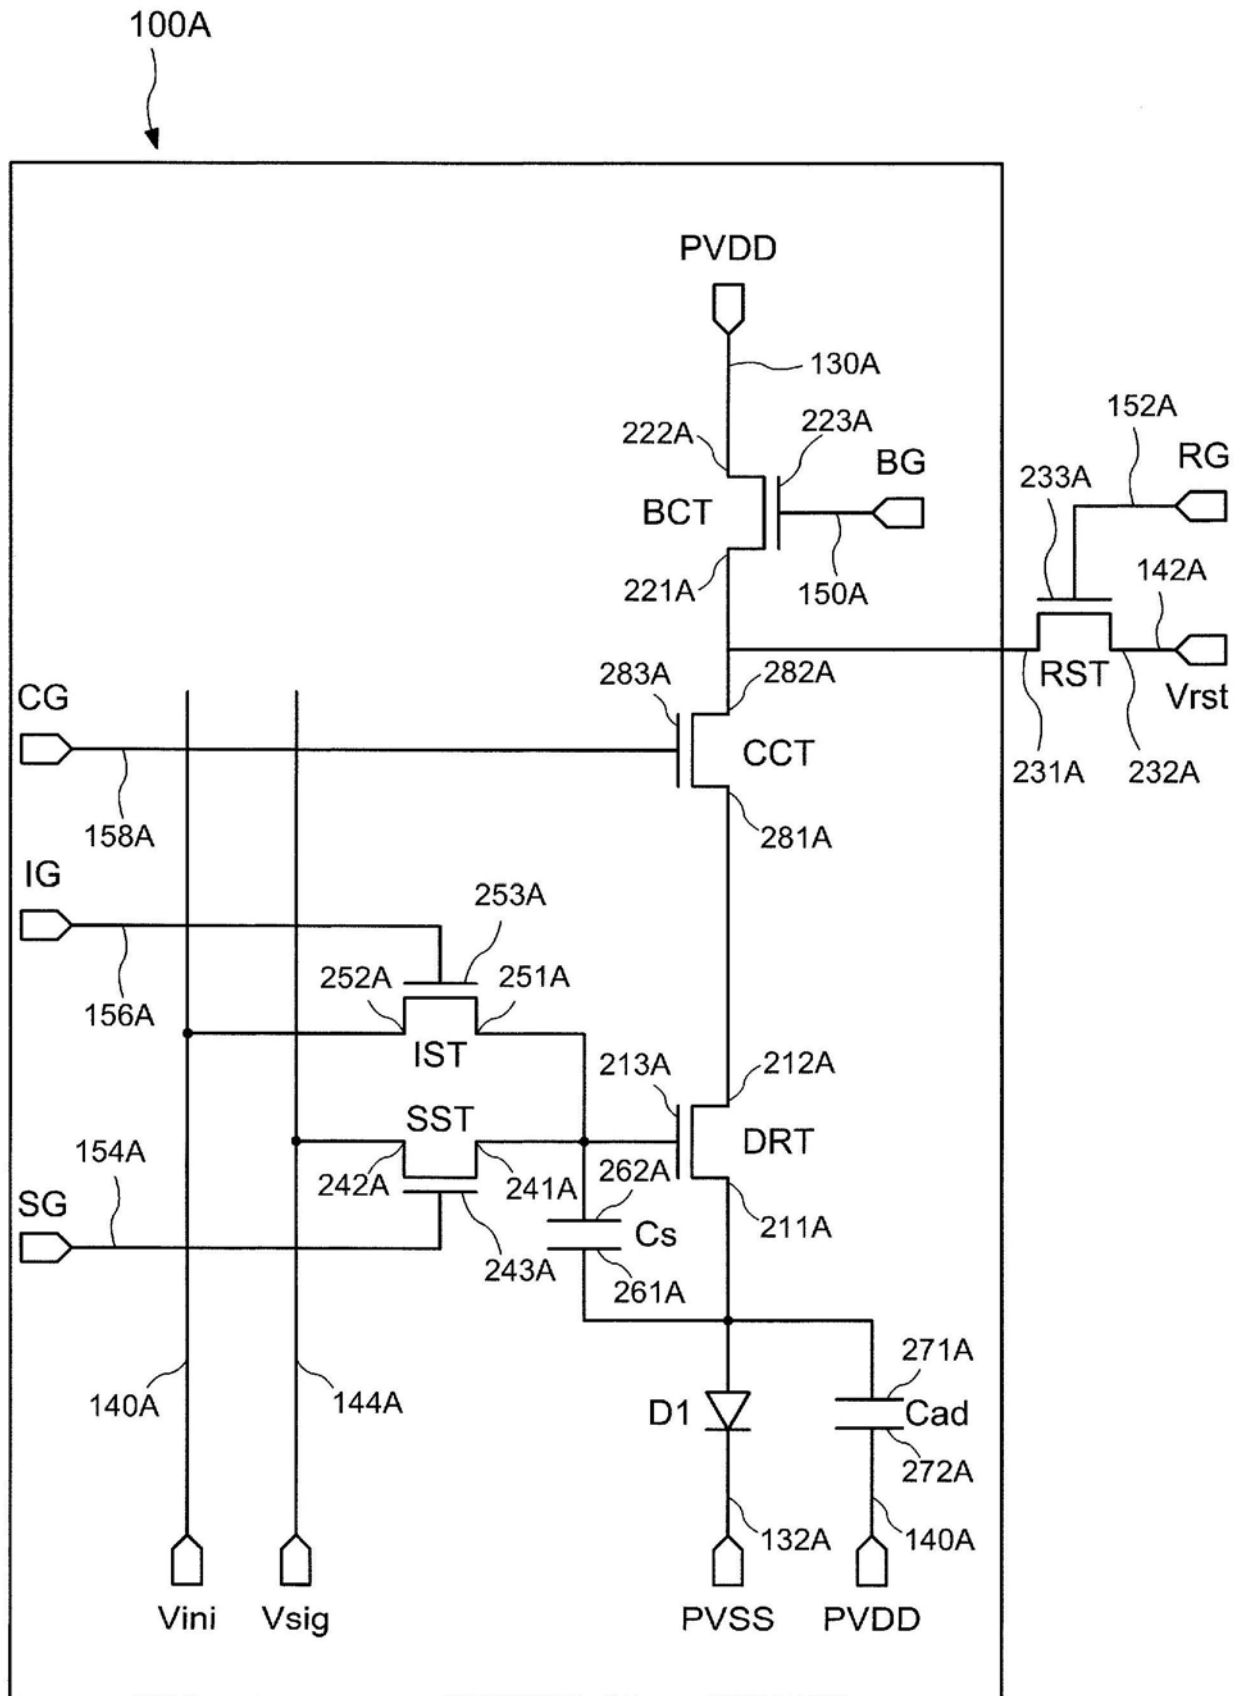 100A
PVDD
130A
222A
223A
BG
BCT
221A
150A
152A
RG
233A
142A
RST
Vrst
231A
232A
283A
282A
CG
CCT
158A
281A
IG
253A
252A
251A
156A
IST
213A
212A
SST
DRT
154A
242A
241A
262A
SG
211A
Cs
243A
261A
271A
140A
144A
D1
Cad
272A
132A
140A
Vini
Vsig
PVSS
PVDD